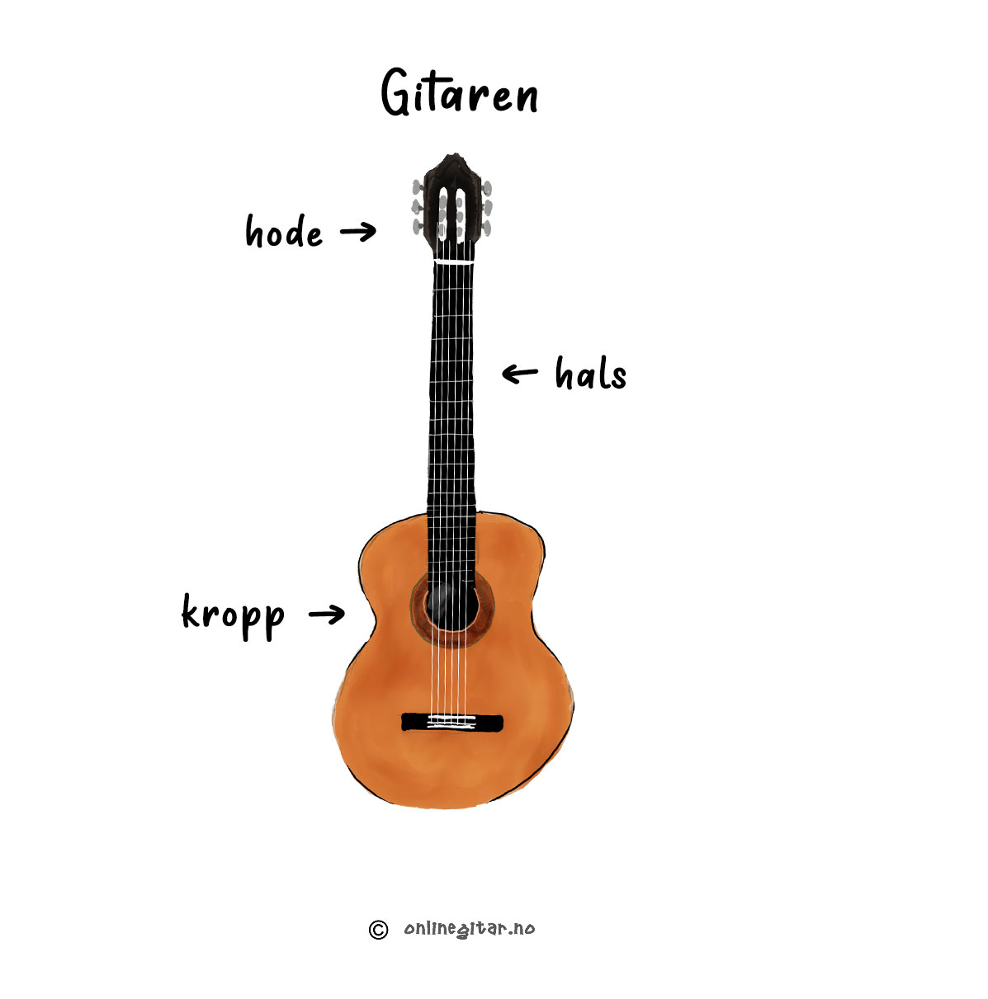 Gitaren
hode →
← hals
kropp →
© onlinegitar.no